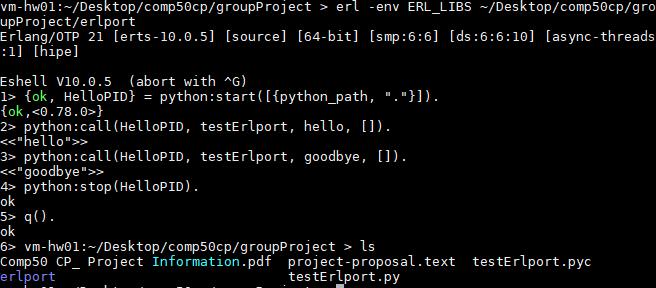 vm-hw01:~/Desktop/comp50cp/groupProject > erl -env ERL_LIBS ~/Desktop/comp50cp/gro
upProject/erlport
Erlang/OTP 21 [erts-10.0.5] [source] [64-bit] [smp:6:6] [ds:6:6:10] [async-threads
:1] [hipe]

Eshell V10.0.5  (abort with ^G)
1> {ok, HelloPID} = python:start([{python_path, "."}]).
{ok,<0.78.0>}
2> python:call(HelloPID, testErlport, hello, []).
<<"hello">>
3> python:call(HelloPID, testErlport, goodbye, []).
<<"goodbye">>
4> python:stop(HelloPID).
ok
5> q().
ok
6> vm-hw01:~/Desktop/comp50cp/groupProject > ls
Comp50 CP_ Project Information.pdf  project-proposal.text  testErlport.pyc
erlport                             testErlport.py